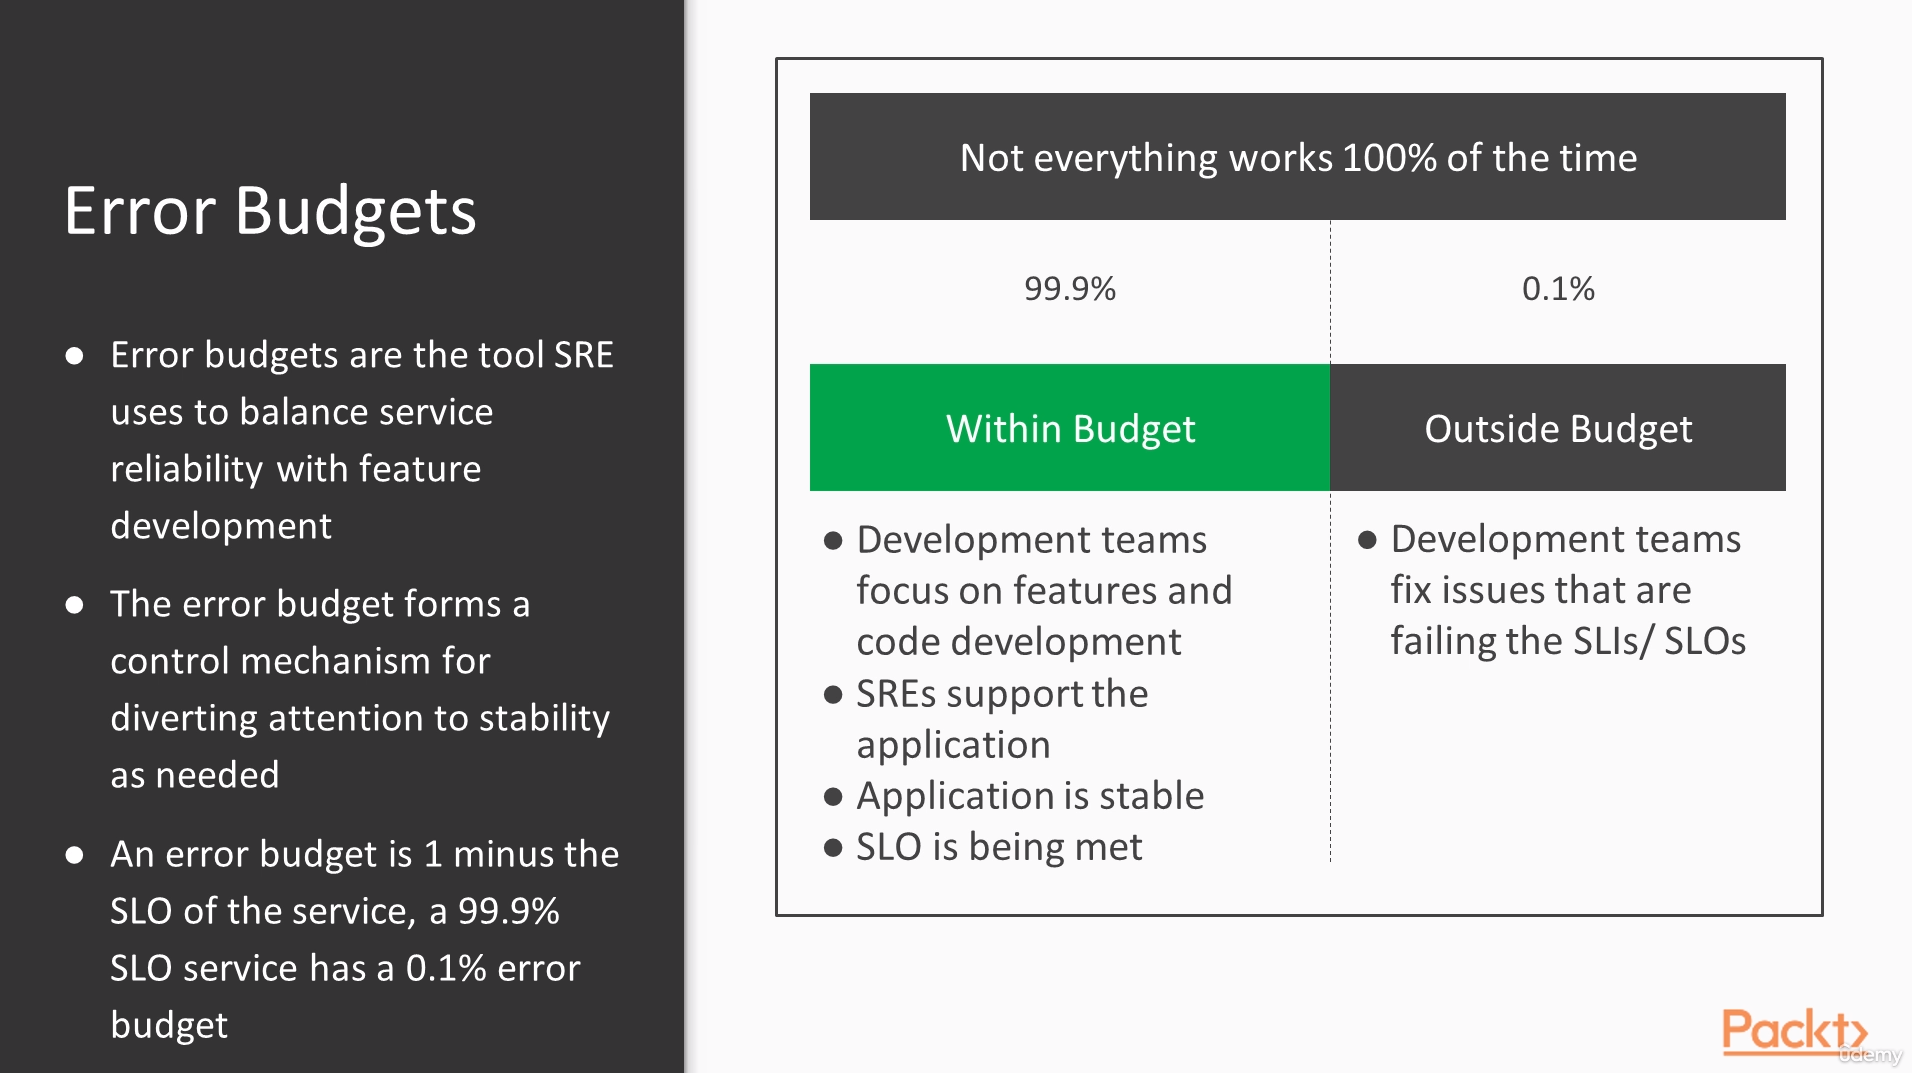 Error Budgets
● Error budgets are the tool SRE
uses to balance service
reliability with feature
development
● The error budget forms a
control mechanism for
diverting attention to stability
as needed
● An error budget is 1 minus the
SLO of the service, a 99.9%
SLO service has a 0.1% error
budget
Not everything works 100% of the time
99.9%
0.1%
Within Budget
Outside Budget
● Development teams
focus on features and
code development
● SREs support the
application
● Application is stable
● SLO is being met
● Development teams
fix issues that are
failing the SLIs/ SLOs
Packt>
ûdemy